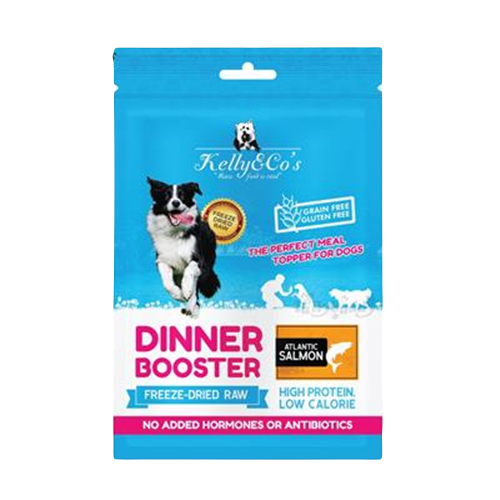 Kelly&Co's
FREEZE
DRIED
RAW
GRAIN FREE
GLUTEN FREE
THE PERFECT MEAL
TOPPER FOR DOGS
DINNER
BOOSTER
ATLANTIC
SALMON
FREEZE-DRIED RAW
HIGH PROTEIN.
LOW CALORIE
NO ADDED HORMONES OR ANTIBIOTICS